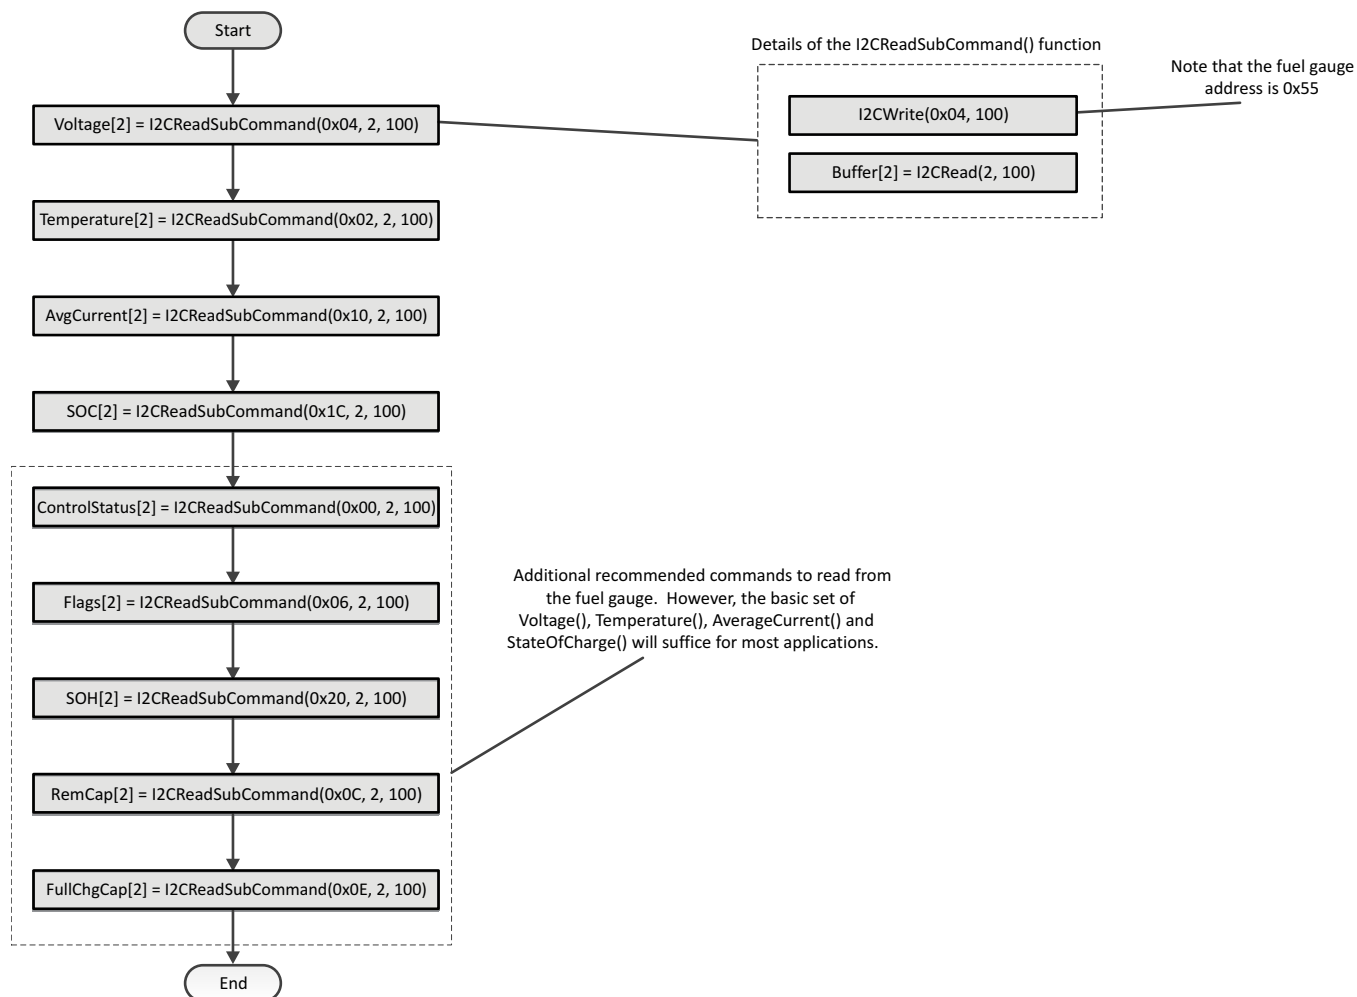 Start
Details of the I2CReadSubCommand() function
Note that the fuel gauge
address is 0x55
Voltage[2] = I2CReadSubCommand(0x04, 2, 100)
I2CWrite(0x04, 100)
Buffer[2] = I2CRead(2, 100)
Temperature[2] = I2CReadSubCommand(0x02, 2, 100)
AvgCurrent[2] = I2CReadSubCommand(0x10, 2, 100)
SOC[2] = I2CReadSubCommand(0x1C, 2, 100)
ControlStatus[2] = I2CReadSubCommand(0x00, 2, 100)
Flags[2] = I2CReadSubCommand(0x06, 2, 100)
Additional recommended commands to read from
the fuel gauge.  However, the basic set of
Voltage(), Temperature(), AverageCurrent() and
StateOfCharge() will suffice for most applications.
SOH[2] = I2CReadSubCommand(0x20, 2, 100)
RemCap[2] = I2CReadSubCommand(0x0C, 2, 100)
FullChgCap[2] = I2CReadSubCommand(0x0E, 2, 100)
End